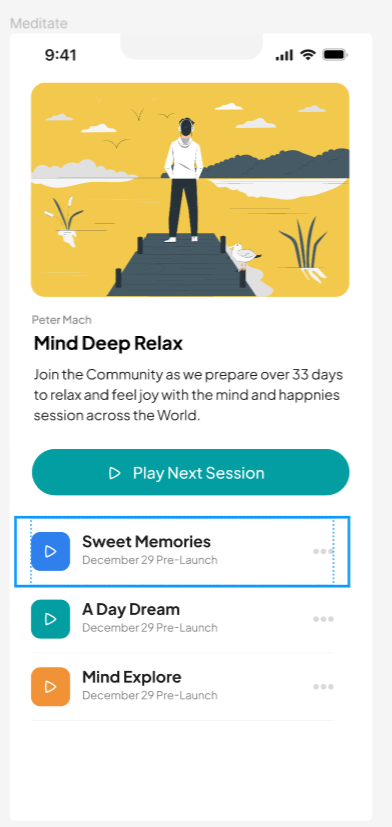 Meditate
9:41
Peter Mach
Mind Deep Relax
Join the Community as we prepare over 33 days
to relax and feel joy with the mind and happnies
session across the World.
Play Next Session
Sweet Memories
December 29 Pre-Launch
A Day Dream
December 29 Pre-Launch
Mind Explore
December 29 Pre-Launch